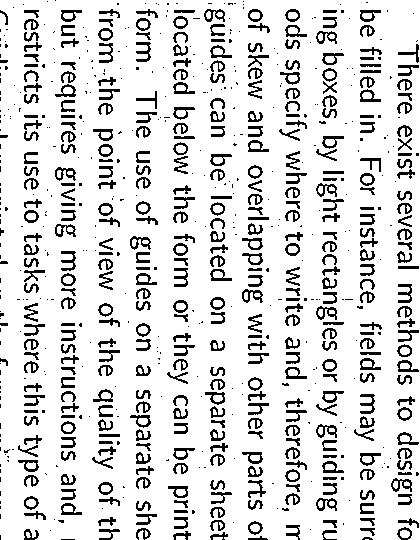 There exist several methods to design fo
be filled in. For instance, fields may be surro
ing boxes, by light rectangles or by guiding ru
ods specify where to write and, therefore, m
of skew and overlapping with other parts of
guides can be located on a separate sheet
located below the form or they can be print
form. The use of guides on a separate she
from the point of view of the quality of th
but requires giving more instructions and,
restricts its use to tasks where this type of a